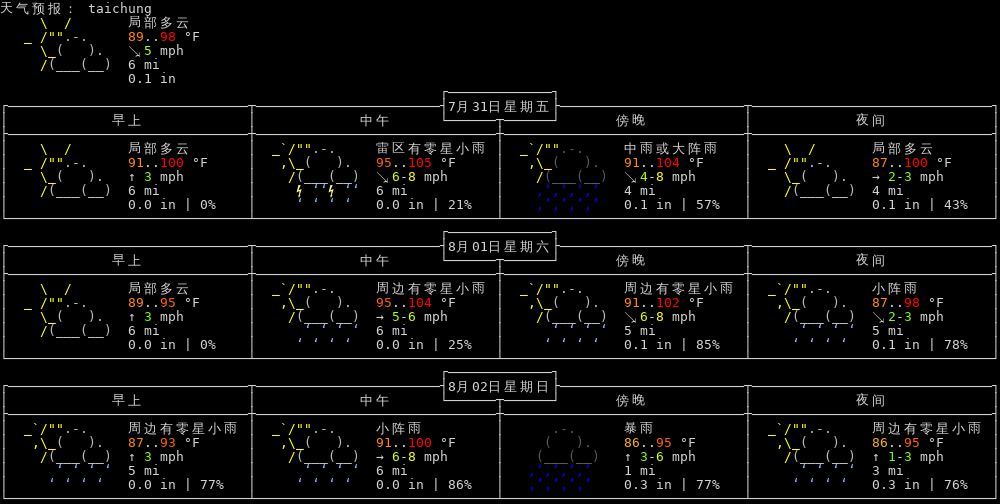 天气预报： taichung
局部多云
89..98 °F
↘ 5 mph
6 mi
0.1 in
7月31日星期五
早上 中午 傍晚 夜间
局部多云 雷区有零星小雨 中雨或大阵雨 局部多云
91..100 °F 95..105 °F 91..104 °F 87..100 °F
↑ 3 mph ↘ 6-8 mph ↘ 4-8 mph → 2-3 mph
6 mi 6 mi 4 mi 4 mi
0.0 in | 0% 0.0 in | 21% 0.1 in | 57% 0.1 in | 43%
8月01日星期六
早上 中午 傍晚 夜间
局部多云 周边有零星小雨 周边有零星小雨 小阵雨
89..95 °F 95..104 °F 91..102 °F 87..98 °F
↑ 3 mph → 5-6 mph ↘ 6-8 mph ↘ 2-3 mph
6 mi 6 mi 5 mi 5 mi
0.0 in | 0% 0.0 in | 25% 0.1 in | 85% 0.1 in | 78%
8月02日星期日
早上 中午 傍晚 夜间
周边有零星小雨 小阵雨 暴雨 周边有零星小雨
87..93 °F 91..100 °F 86..95 °F 86..95 °F
↑ 3 mph → 6-8 mph ↑ 3-6 mph ↑ 1-3 mph
5 mi 6 mi 1 mi 3 mi
0.0 in | 77% 0.0 in | 86% 0.3 in | 77% 0.3 in | 76%